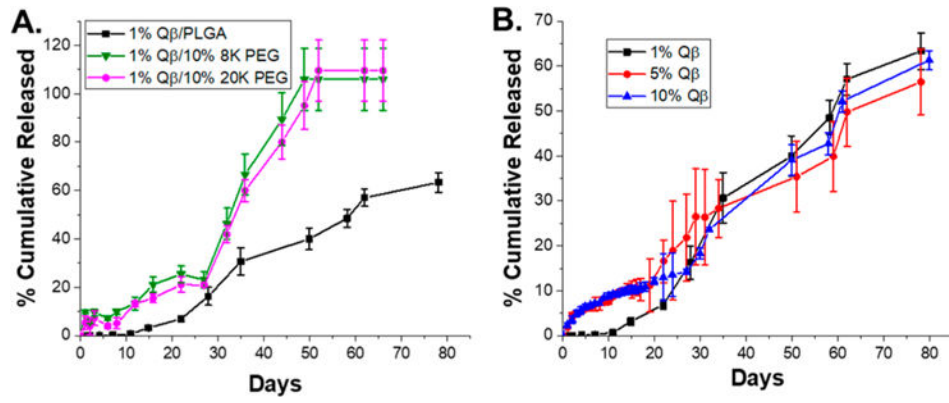 A.
1% Qβ/PLGA
1% Qβ/10% 8K PEG
1% Qβ/10% 20K PEG
% Cumulative Released
120
100
80
60
40
20
0
0 10 20 30 40 50 60 70 80
Days
B.
1% Qβ
5% Qβ
10% Qβ
% Cumulative Released
70
60
50
40
30
20
10
0
0 10 20 30 40 50 60 70 80
Days